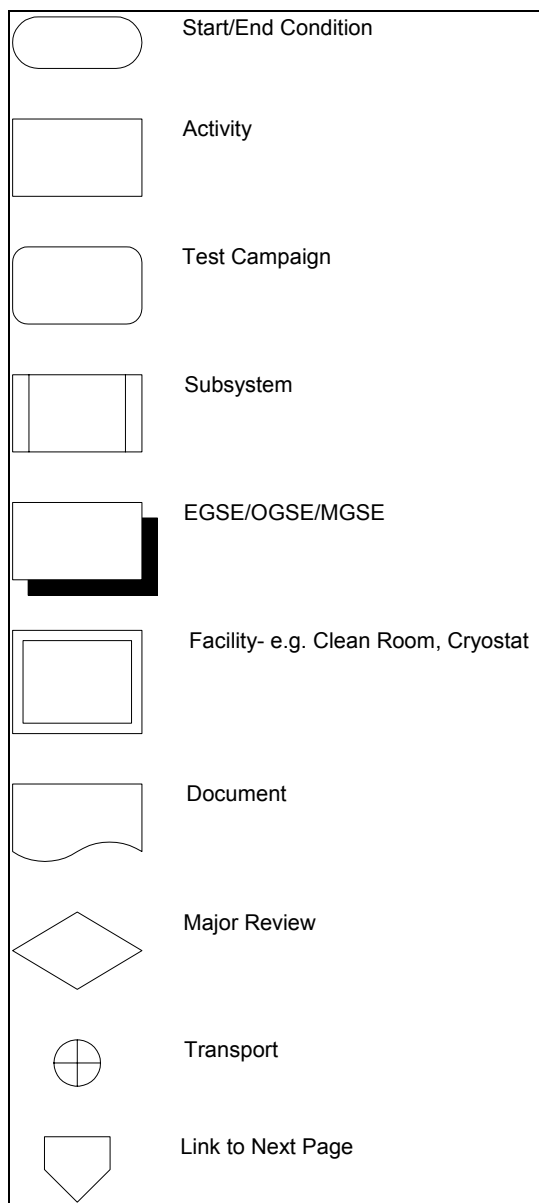 Start/End Condition
Activity
Test Campaign
Subsystem
EGSE/OGSE/MGSE
Facility- e.g. Clean Room, Cryostat
Document
Major Review
Transport
Link to Next Page